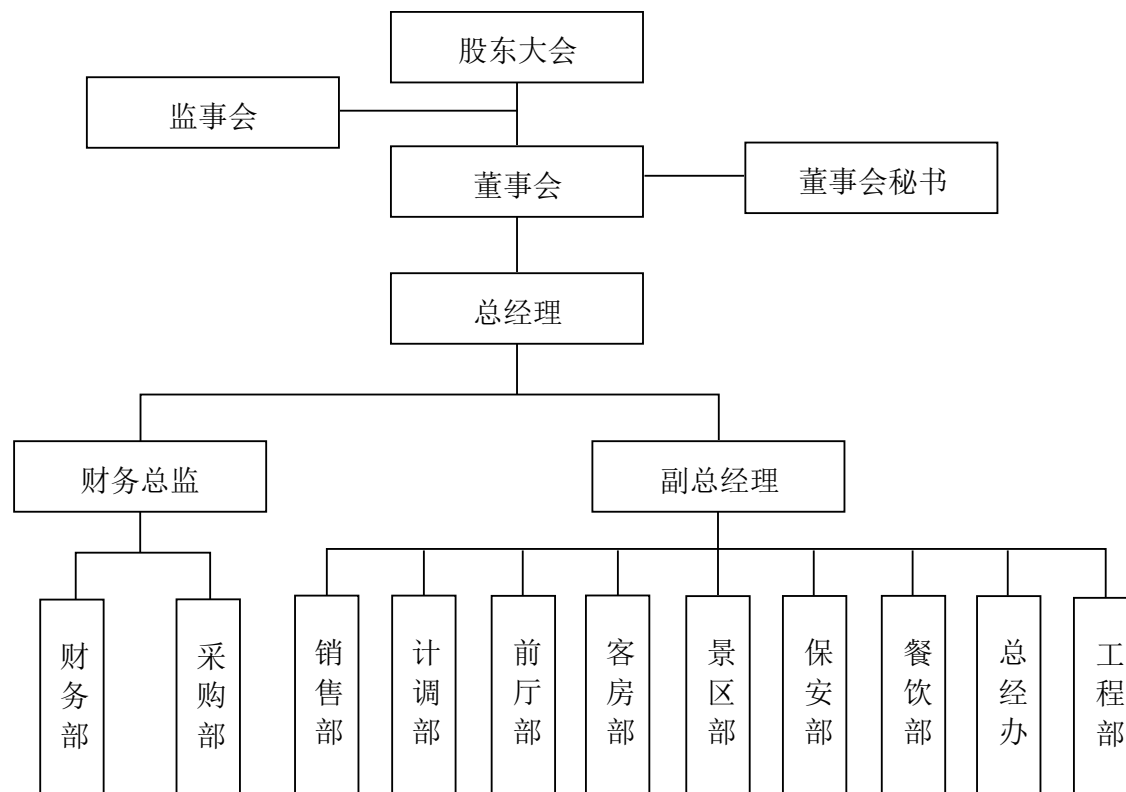 股东大会
监事会
董事会
董事会秘书
总经理
财务总监
副总经理
财务部
采购部
销售部
计调部
前厅部
客房部
景区部
保安部
餐饮部
总经办
工程部